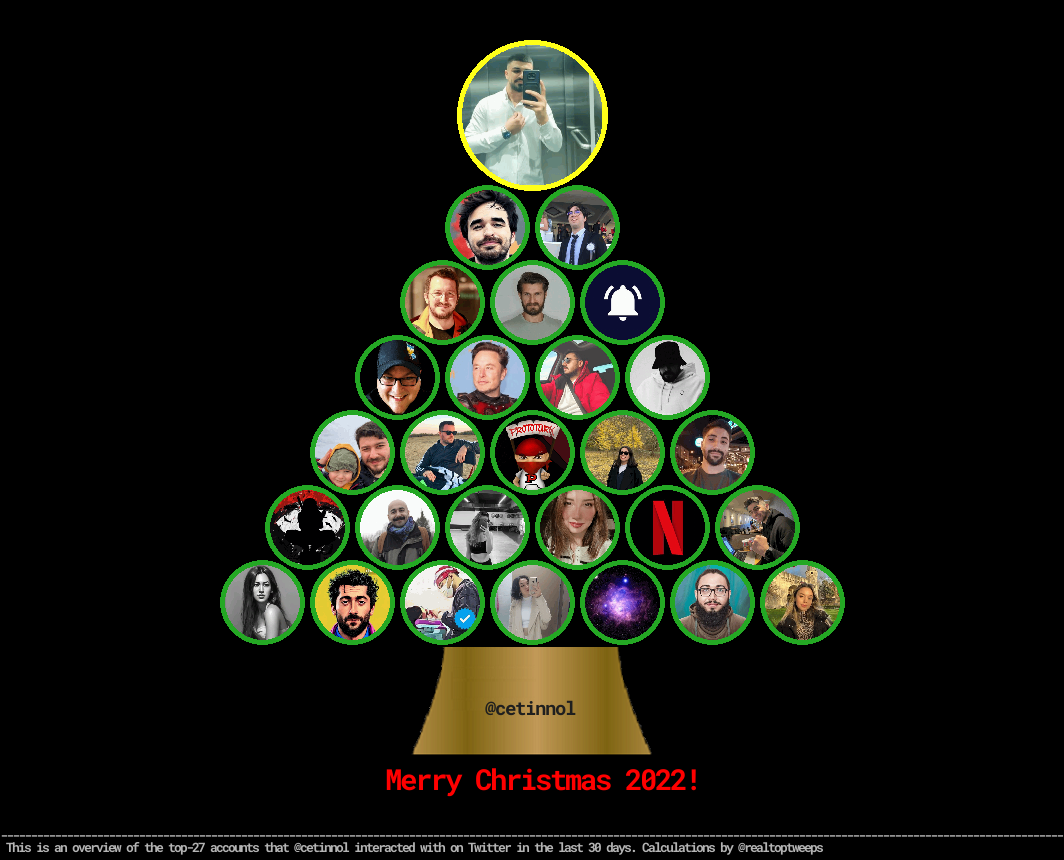 PROTOTURK
P
N
@cetinnol
Merry Christmas 2022!
This is an overview of the top-27 accounts that @cetinnol interacted with on Twitter in the last 30 days. Calculations by @realtoptweeps